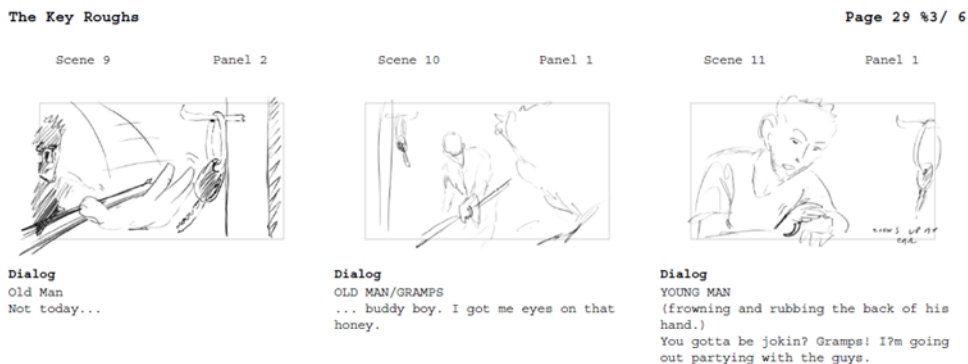 The Key Roughs
Page 29 %3/ 6
Scene 9
Panel 2
Scene 10
Panel 1
Scene 11
Panel 1
Dialog
Old Man
Not today...
Dialog
OLD MAN/GRAMPS
... buddy boy. I got me eyes on that
honey.
UP AT
Dialog
YOUNG MAN
(frowning and rubbing the back of his
hand.)
You gotta be jokin? Gramps! I?m going
out partying with the guys.